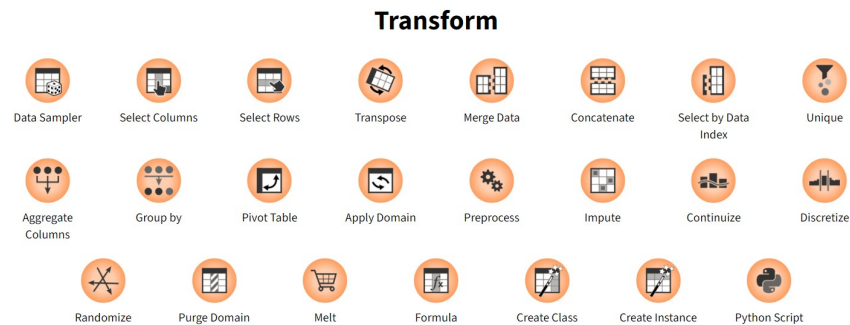 Transform
Data Sampler
Select Columns
Select Rows
Transpose
Merge Data
Concatenate
Select by Data
Index
Unique
Aggregate
Columns
Group by
Pivot Table
Apply Domain
Preprocess
Impute
Continuize
Discretize
Randomize
Purge Domain
Melt
fx
Formula
Create Class
Create Instance
Python Script